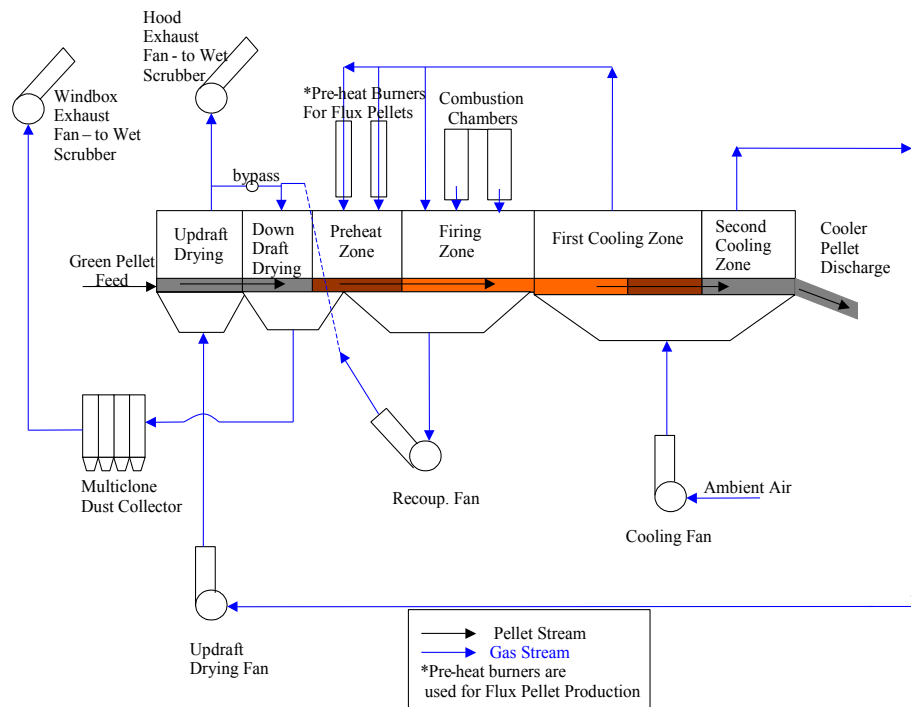 Hood
Exhaust
Fan - to Wet
Scrubber
Windbox
Exhaust
Fan – to Wet
Scrubber
*Pre-heat Burners
For Flux Pellets
Combustion
Chambers
bypass
Updraft
Drying
Down
Draft
Drying
Preheat
Zone
Firing
Zone
First Cooling Zone
Second
Cooling
Zone
Cooler
Pellet
Discharge
Green Pellet
Feed
Multiclone
Dust Collector
Recoup. Fan
Ambient Air
Cooling Fan
Updraft
Drying Fan
Pellet Stream
Gas Stream
*Pre-heat burners are
used for Flux Pellet Production